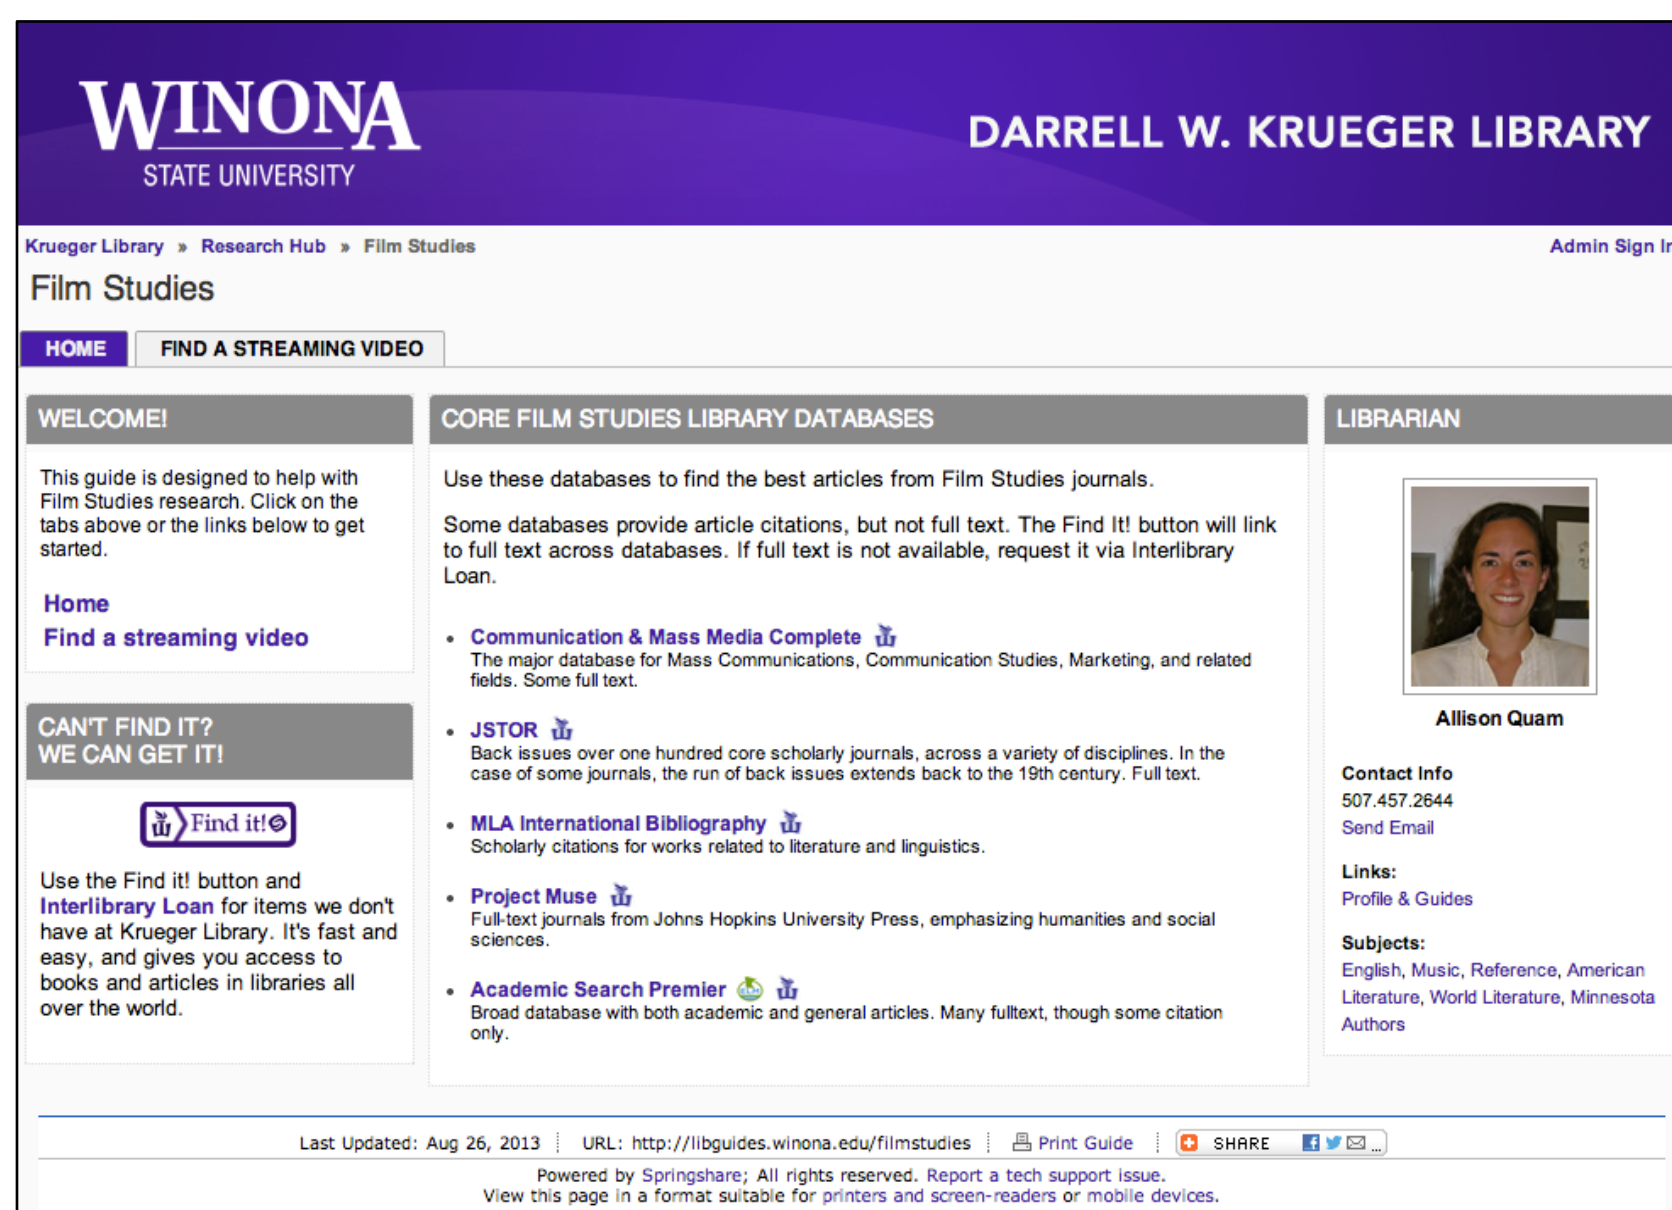 WINONA
STATE UNIVERSITY
DARRELL W. KRUEGER LIBRARY
Krueger Library » Research Hub » Film Studies
Admin Sign In
Film Studies
HOME
FIND A STREAMING VIDEO
WELCOME!
This guide is designed to help with
Film Studies research. Click on the
tabs above or the links below to get
started.
Home
Find a streaming video
CAN'T FIND IT?
WE CAN GET IT!
Find it!
Use the Find it! button and
Interlibrary Loan for items we don't
have at Krueger Library. It's fast and
easy, and gives you access to
books and articles in libraries all
over the world.
CORE FILM STUDIES LIBRARY DATABASES
Use these databases to find the best articles from Film Studies journals.
Some databases provide article citations, but not full text. The Find It! button will link
to full text across databases. If full text is not available, request it via Interlibrary
Loan.
• Communication & Mass Media Complete
The major database for Mass Communications, Communication Studies, Marketing, and related
fields. Some full text.
• JSTOR
Back issues over one hundred core scholarly journals, across a variety of disciplines. In the
case of some journals, the run of back issues extends back to the 19th century. Full text.
• MLA International Bibliography
Scholarly citations for works related to literature and linguistics.
• Project Muse
Full-text journals from Johns Hopkins University Press, emphasizing humanities and social
sciences.
• Academic Search Premier
Broad database with both academic and general articles. Many fulltext, though some citation
only.
LIBRARIAN
Allison Quam
Contact Info
507.457.2644
Send Email
Links:
Profile & Guides
Subjects:
English, Music, Reference, American
Literature, World Literature, Minnesota
Authors
Last Updated: Aug 26, 2013
URL: http://libguides.winona.edu/filmstudies
Print Guide
SHARE
...
Powered by Springshare; All rights reserved. Report a tech support issue.
View this page in a format suitable for printers and screen-readers or mobile devices.